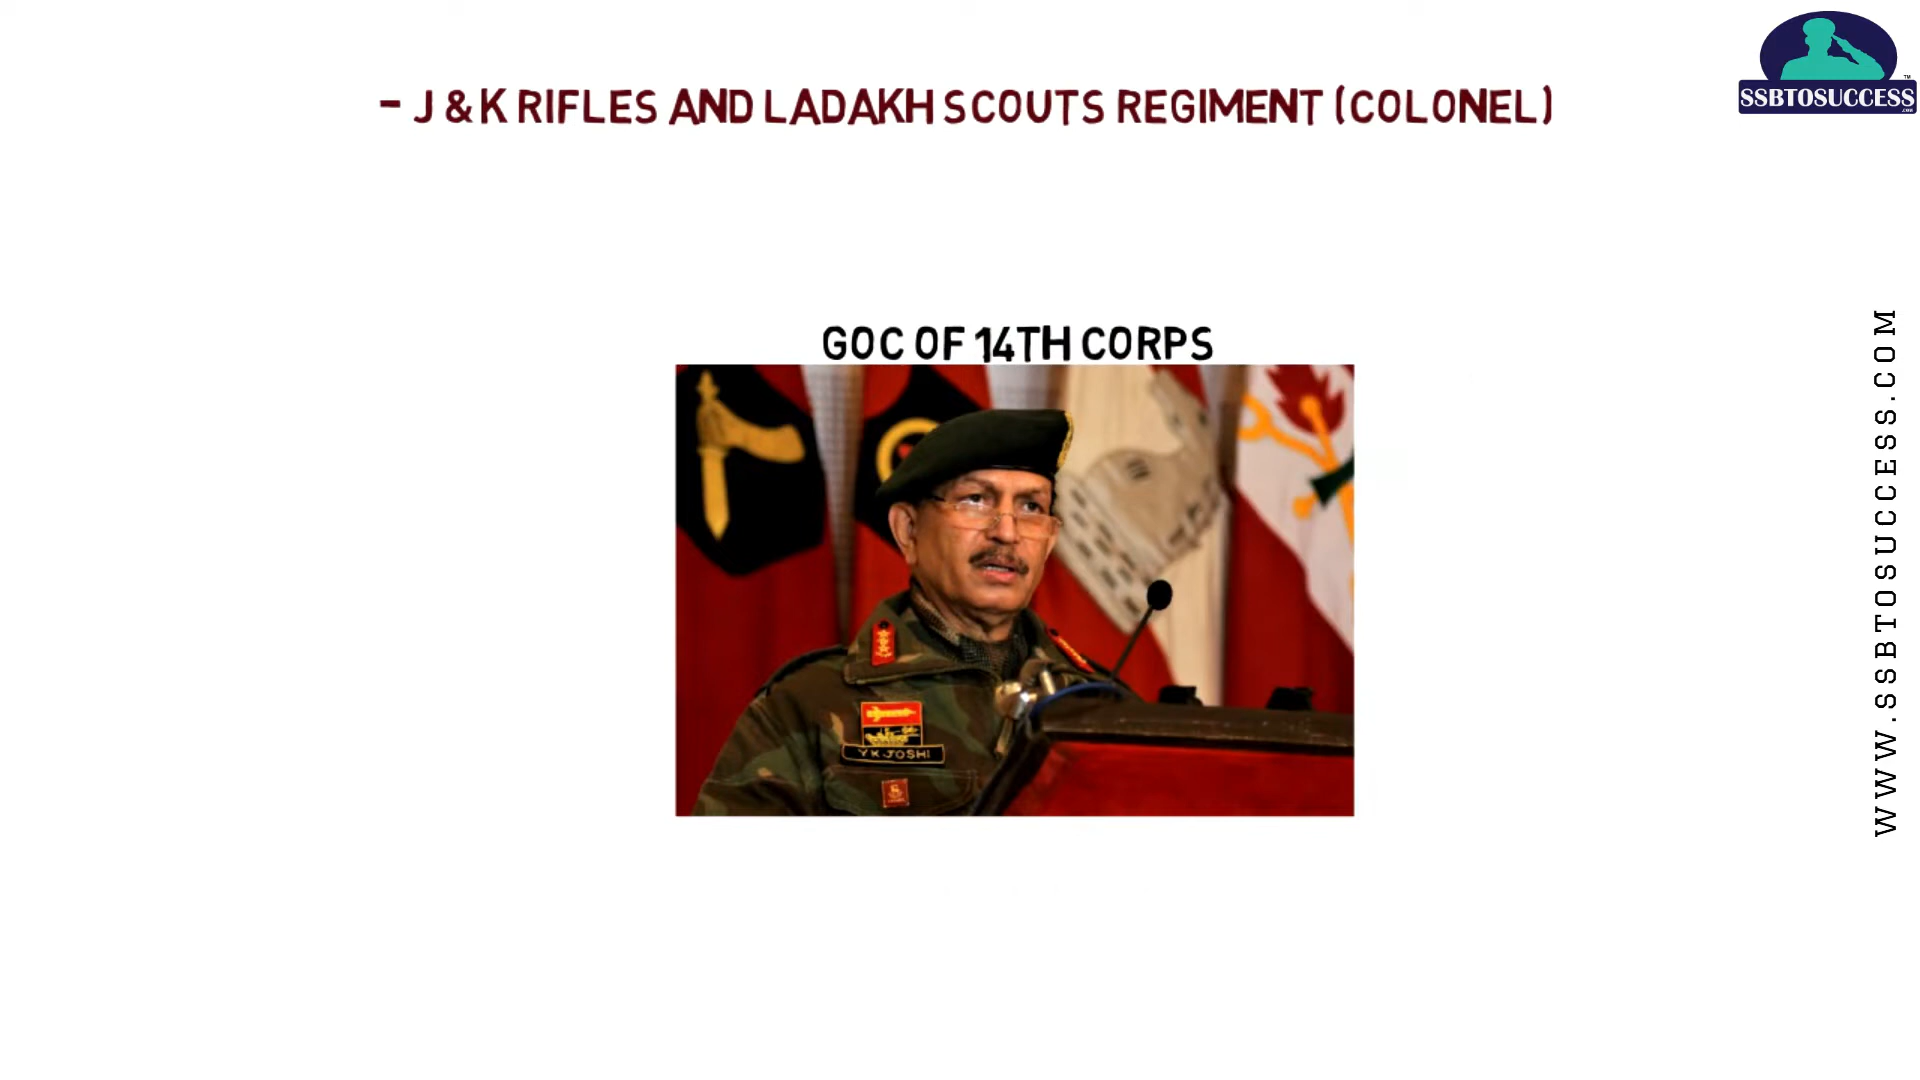 - J & K RIFLES AND LADAKH SCOUTS REGIMENT (COLONEL)
SSBTOSUCCESS
GOC OF 14TH CORPS
Y K JOSHI
WWW.SSBTOSUCCESS.COM